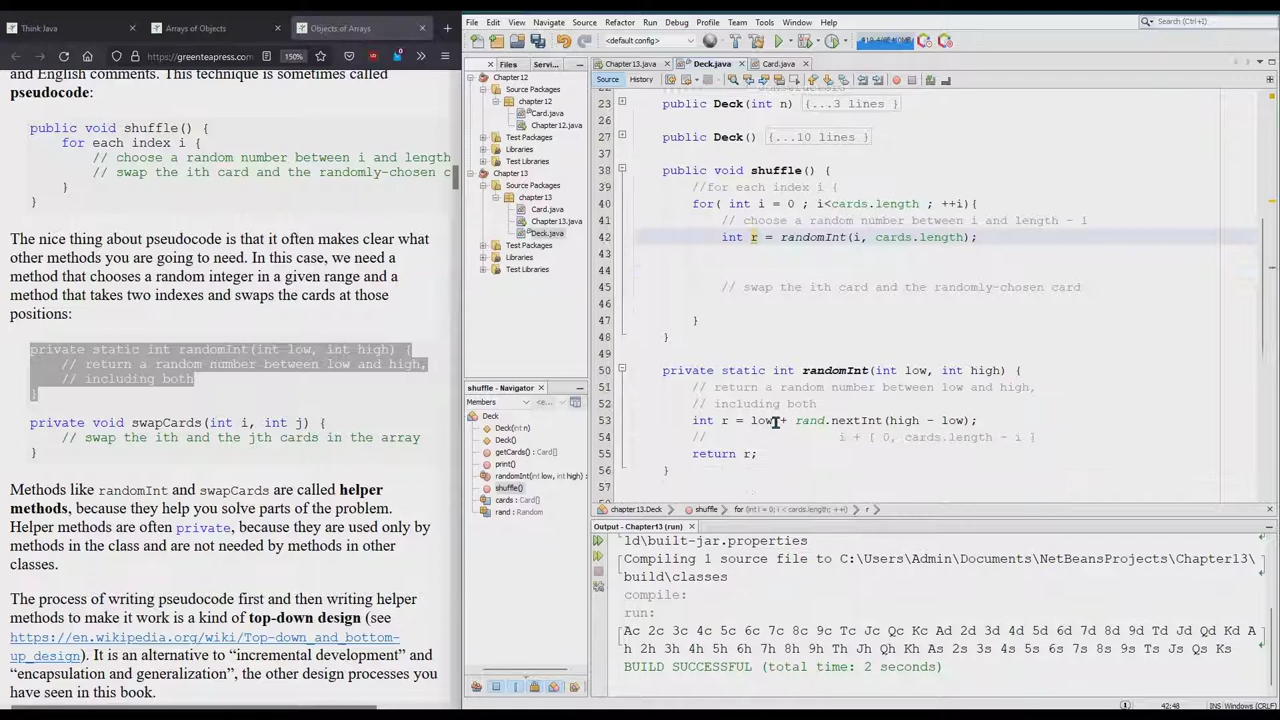 Think Java
Arrays of Objects
Objects of Arrays
https://greenteapress.com
150%
and English comments. This technique is sometimes called
pseudocode:
public void shuffle() {
for each index i {
// choose a random number between i and length
// swap the ith card and the randomly-chosen c
}
}
The nice thing about pseudocode is that it often makes clear what
other methods you are going to need. In this case, we need a
method that chooses a random integer in a given range and a
method that takes two indexes and swaps the cards at those
positions:
private static int randomInt(int low, int high) {
// return a random number between low and high,
// including both
}
private void swapCards(int i, int j) {
// swap the ith and the jth cards in the array
}
Methods like randomInt and swapCards are called helper
methods, because they help you solve parts of the problem.
Helper methods are often private, because they are used only by
methods in the class and are not needed by methods in other
classes.
The process of writing pseudocode first and then writing helper
methods to make it work is a kind of top-down design (see
https://en.wikipedia.org/wiki/Top-down_and_bottom-
up_design). It is an alternative to “incremental development” and
“encapsulation and generalization”, the other design processes you
have seen in this book.
File Edit View Navigate Source Refactor Run Debug Profile Team Tools Window Help
Search (Ctrl+I)
<default config>
Files Servi...
Chapter12
Source Packages
chapter12
Card.java
Chapter12.java
Test Packages
Libraries
Test Libraries
Chapter13
Source Packages
chapter13
Card.java
Chapter13.java
Deck.java
Test Packages
Libraries
Test Libraries
shuffle - Navigator
Members
Deck
Deck(int n)
Deck()
getCards() : Card[]
print()
randomInt(int low, int high)
shuffle()
cards : Card[]
rand : Random
Chapter13.java
Deck.java
Card.java
Source History
22
23 public Deck(int n) {...3 lines }
26
27 public Deck() {...10 lines }
37
38 public void shuffle() {
39 //for each index i {
40 for( int i = 0 ; i<cards.length ; ++i){
41 // choose a random number between i and length - 1
42 int r = randomInt(i, cards.length);
43
44
45 // swap the ith card and the randomly-chosen card
46
47 }
48 }
49
50 private static int randomInt(int low, int high) {
51 // return a random number between low and high,
52 // including both
53 int r = low + rand.nextInt(high - low);
54 // i + [ 0, cards.length - i ]
55 return r;
56 }
57
chapter13.Deck shuffle for (int i = 0; i < cards.length; ++i) r
Output - Chapter13 (run)
ld\built-jar.properties
Compiling 1 source file to C:\Users\Admin\Documents\NetBeansProjects\Chapter13\
build\classes
compile:
run:
Ac 2c 3c 4c 5c 6c 7c 8c 9c Tc Jc Qc Kc Ad 2d 3d 4d 5d 6d 7d 8d 9d Td Jd Qd Kd A
h 2h 3h 4h 5h 6h 7h 8h 9h Th Jh Qh Kh As 2s 3s 4s 5s 6s 7s 8s 9s Ts Js Qs Ks
BUILD SUCCESSFUL (total time: 2 seconds)
42:48
INS Windows (CRLF)